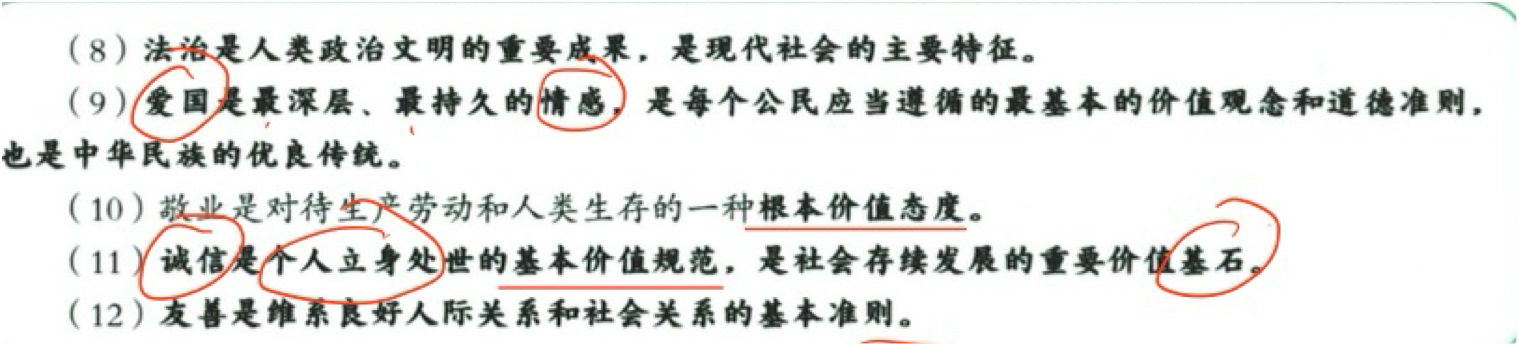 （8）法治是人类政治文明的重要成果，是现代社会的主要特征。
（9）爱国是最深层、最持久的情感，是每个公民应当遵循的最基本的价值观念和道德准则，
也是中华民族的优良传统。
（10）敬业是对待生产劳动和人类生存的一种根本价值态度。
（11）诚信是个人立身处世的基本价值规范，是社会存续发展的重要价值基石。
（12）友善是维系良好人际关系和社会关系的基本准则。